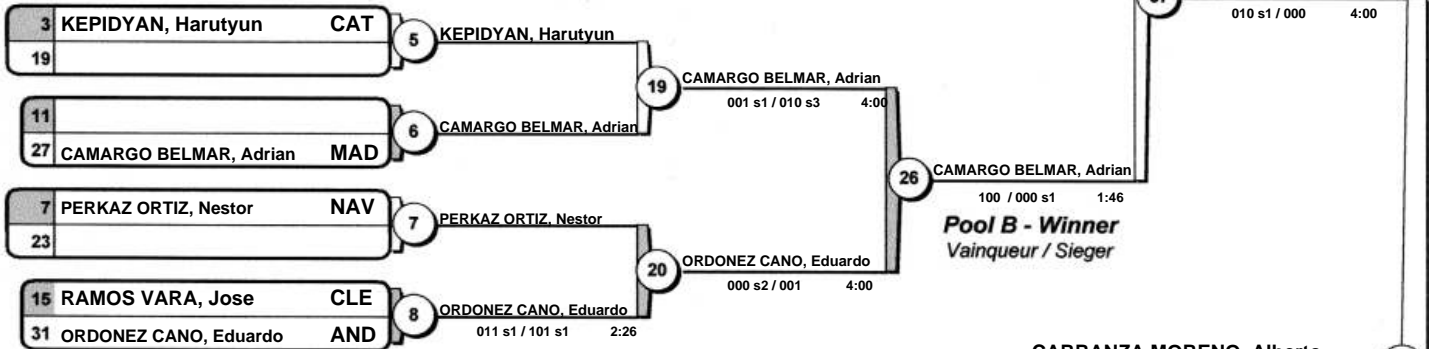 37
010 s1 / 000 4:00
3 KEPIDYAN, Harutyun CAT
19
5 KEPIDYAN, Harutyun
11
27 CAMARGO BELMAR, Adrian MAD
6 CAMARGO BELMAR, Adrian
19 CAMARGO BELMAR, Adrian
001 s1 / 010 s3 4:00
7 PERKAZ ORTIZ, Nestor NAV
23
7 PERKAZ ORTIZ, Nestor
15 RAMOS VARA, Jose CLE
31 ORDONEZ CANO, Eduardo AND
8 ORDONEZ CANO, Eduardo
011 s1 / 101 s1 2:26
20 ORDONEZ CANO, Eduardo
000 s2 / 001 4:00
26 CAMARGO BELMAR, Adrian
100 / 000 s1 1:46
Pool B - Winner
Vainqueur / Sieger
CARRANZA MORENO, Alberto